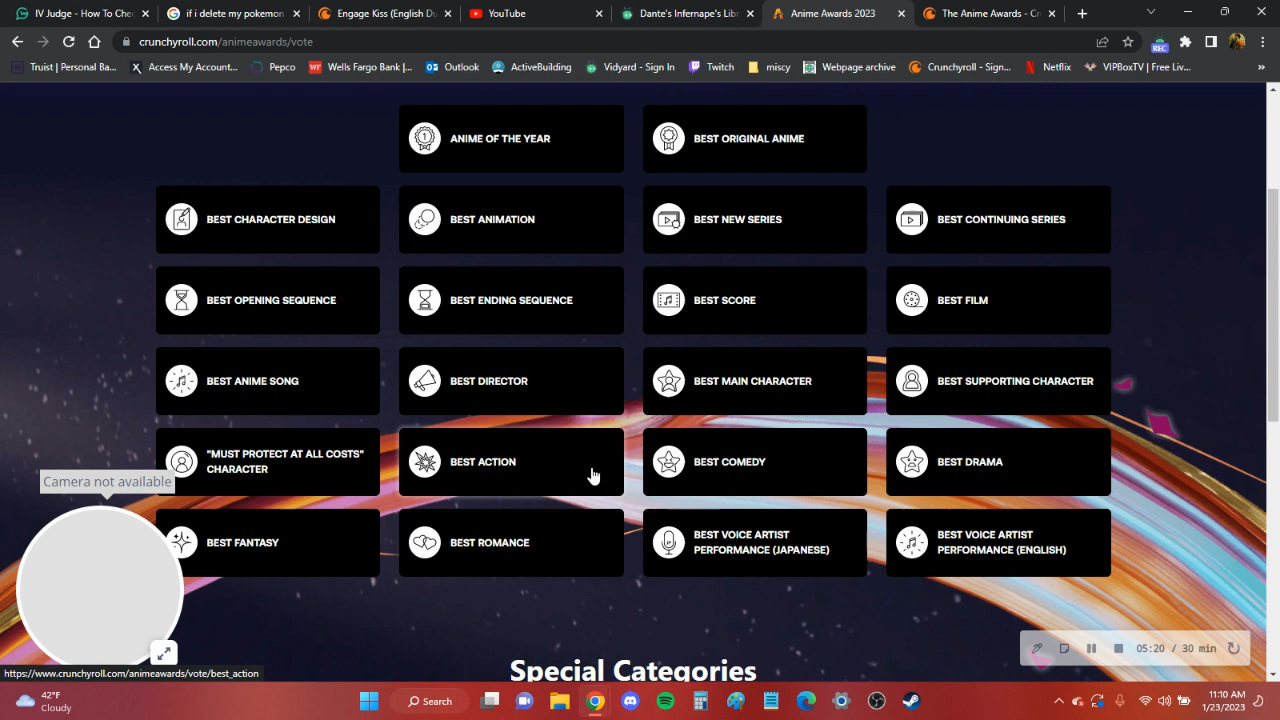 IV Judge - How To Chec
if i delete my pokemon
Engage Kiss (English Du
YouTube
Dante's Infernape's Libr
Anime Awards 2023
The Anime Awards - Cr
crunchyroll.com/animeawards/vote
REC
Truist | Personal Ba...
Access My Account...
Pepco
Wells Fargo Bank |...
Outlook
ActiveBuilding
Vidyard - Sign In
Twitch
miscy
Webpage archive
Crunchyroll - Sign...
Netflix
VIPBoxTV | Free Liv...
»
ANIME OF THE YEAR
BEST ORIGINAL ANIME
BEST CHARACTER DESIGN
BEST ANIMATION
BEST NEW SERIES
BEST CONTINUING SERIES
BEST OPENING SEQUENCE
BEST ENDING SEQUENCE
BEST SCORE
BEST FILM
BEST ANIME SONG
BEST DIRECTOR
BEST MAIN CHARACTER
BEST SUPPORTING CHARACTER
"MUST PROTECT AT ALL COSTS"
CHARACTER
BEST ACTION
BEST COMEDY
BEST DRAMA
Camera not available
BEST FANTASY
BEST ROMANCE
BEST VOICE ARTIST
PERFORMANCE (JAPANESE)
BEST VOICE ARTIST
PERFORMANCE (ENGLISH)
05:20 / 30 min
Special Categories
https://www.crunchyroll.com/animeawards/vote/best_action
42°F
Cloudy
Search
11:10 AM
1/23/2023